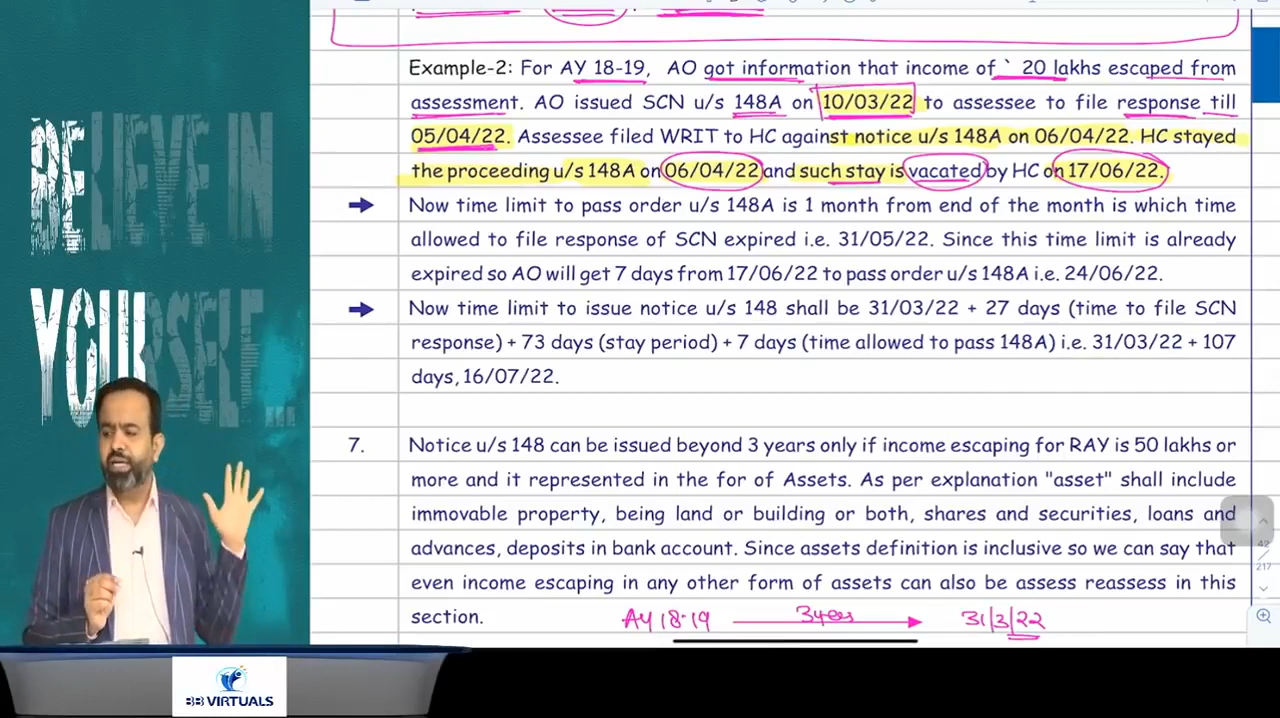 Example-2: For AY 18-19, AO got information that income of ` 20 lakhs escaped from
assessment. AO issued SCN u/s 148A on 10/03/22 to assessee to file response till
05/04/22. Assessee filed WRIT to HC against notice u/s 148A on 06/04/22. HC stayed
the proceeding u/s 148A on 06/04/22 and such stay is vacated by HC on 17/06/22.
Now time limit to pass order u/s 148A is 1 month from end of the month is which time
allowed to file response of SCN expired i.e. 31/05/22. Since this time limit is already
expired so AO will get 7 days from 17/06/22 to pass order u/s 148A i.e. 24/06/22.
Now time limit to issue notice u/s 148 shall be 31/03/22 + 27 days (time to file SCN
response) + 73 days (stay period) + 7 days (time allowed to pass 148A) i.e. 31/03/22 + 107
days, 16/07/22.
7. Notice u/s 148 can be issued beyond 3 years only if income escaping for RAY is 50 lakhs or
more and it represented in the for of Assets. As per explanation "asset" shall include
immovable property, being land or building or both, shares and securities, loans and
advances, deposits in bank account. Since assets definition is inclusive so we can say that
even income escaping in any other form of assets can also be assess reassess in this
section.
AY 18-19 3 years 31/3/22
BELIEVE IN
YOURSELF...
42
217
BB VIRTUALS